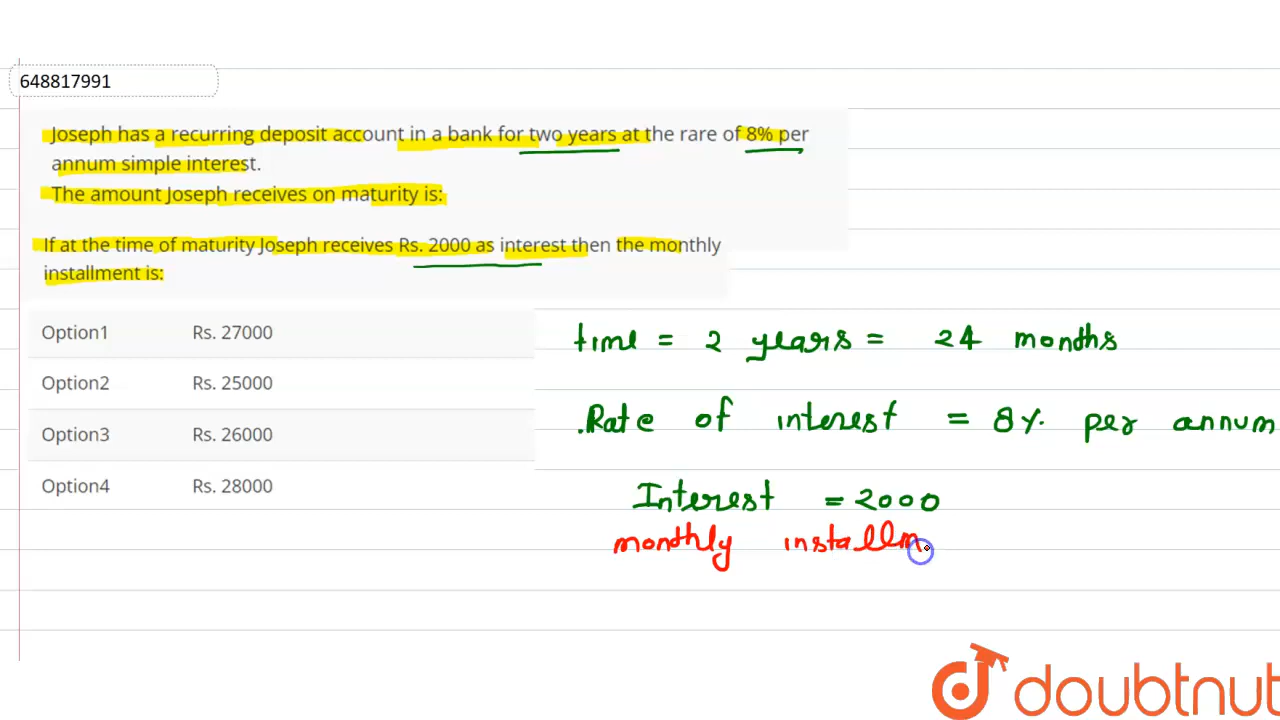 648817991
Joseph has a recurring deposit account in a bank for two years at the rare of 8% per
annum simple interest.
The amount Joseph receives on maturity is:
If at the time of maturity Joseph receives Rs. 2000 as interest then the monthly
installment is:
Option1 Rs. 27000
Option2 Rs. 25000
Option3 Rs. 26000
Option4 Rs. 28000
time = 2 years = 24 months
.Rate of interest = 8%. per annum
Interest = 2000
monthly installm
doubtnut